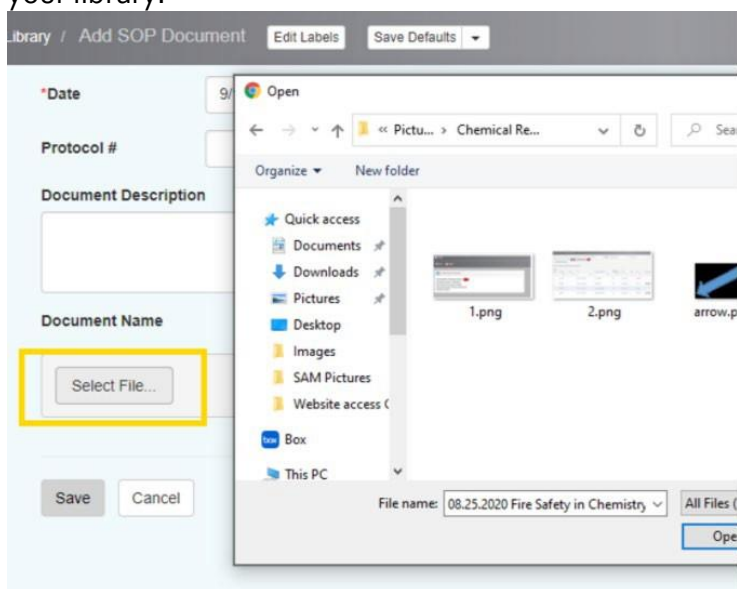 your library.
Library / Add SOP Document Edit Labels Save Defaults
*Date 9/
Open
« Pictu... > Chemical Re...
Protocol #
Organize New folder
Document Description
Quick access
Documents
Downloads
Pictures
Desktop
Images
SAM Pictures
Website access
Box
This PC
1.png 2.png arrow.p
Document Name
Select File...
Save Cancel
File name: 08.25.2020 Fire Safety in Chemistry All Files (
Ope